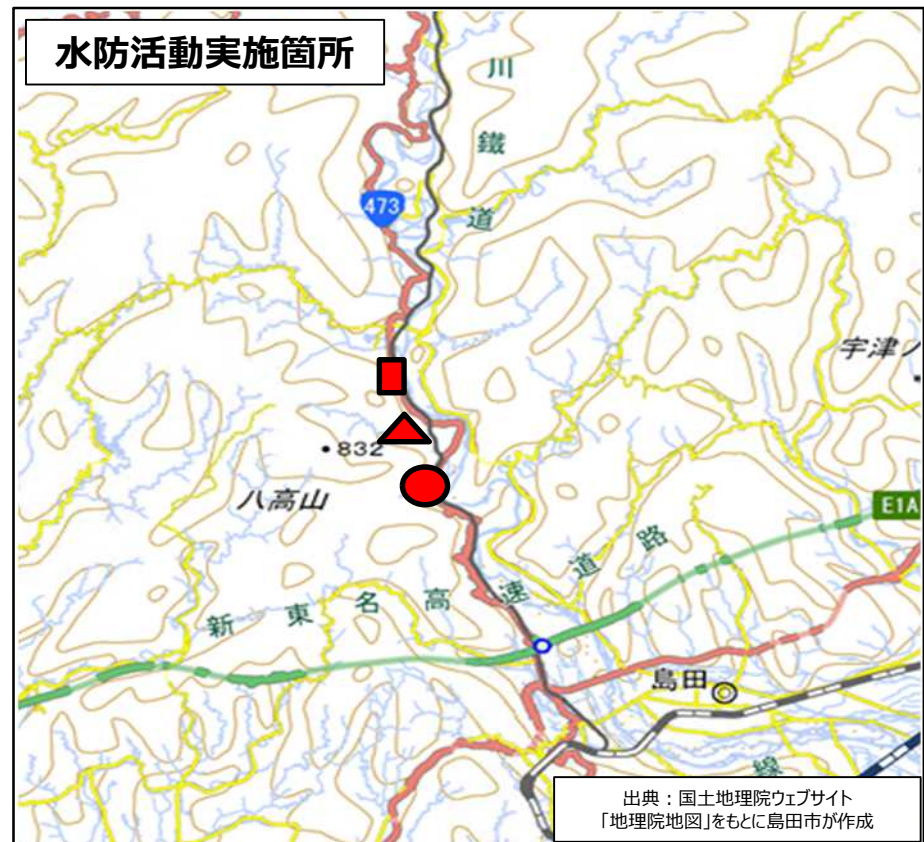 水防活動実施箇所
川
鐵
道
473
宇津ノ
•832
八高山
E1A
新東名高速道路
島田
線
出典：国土地理院ウェブサイト
「地理院地図」をもとに島田市が作成